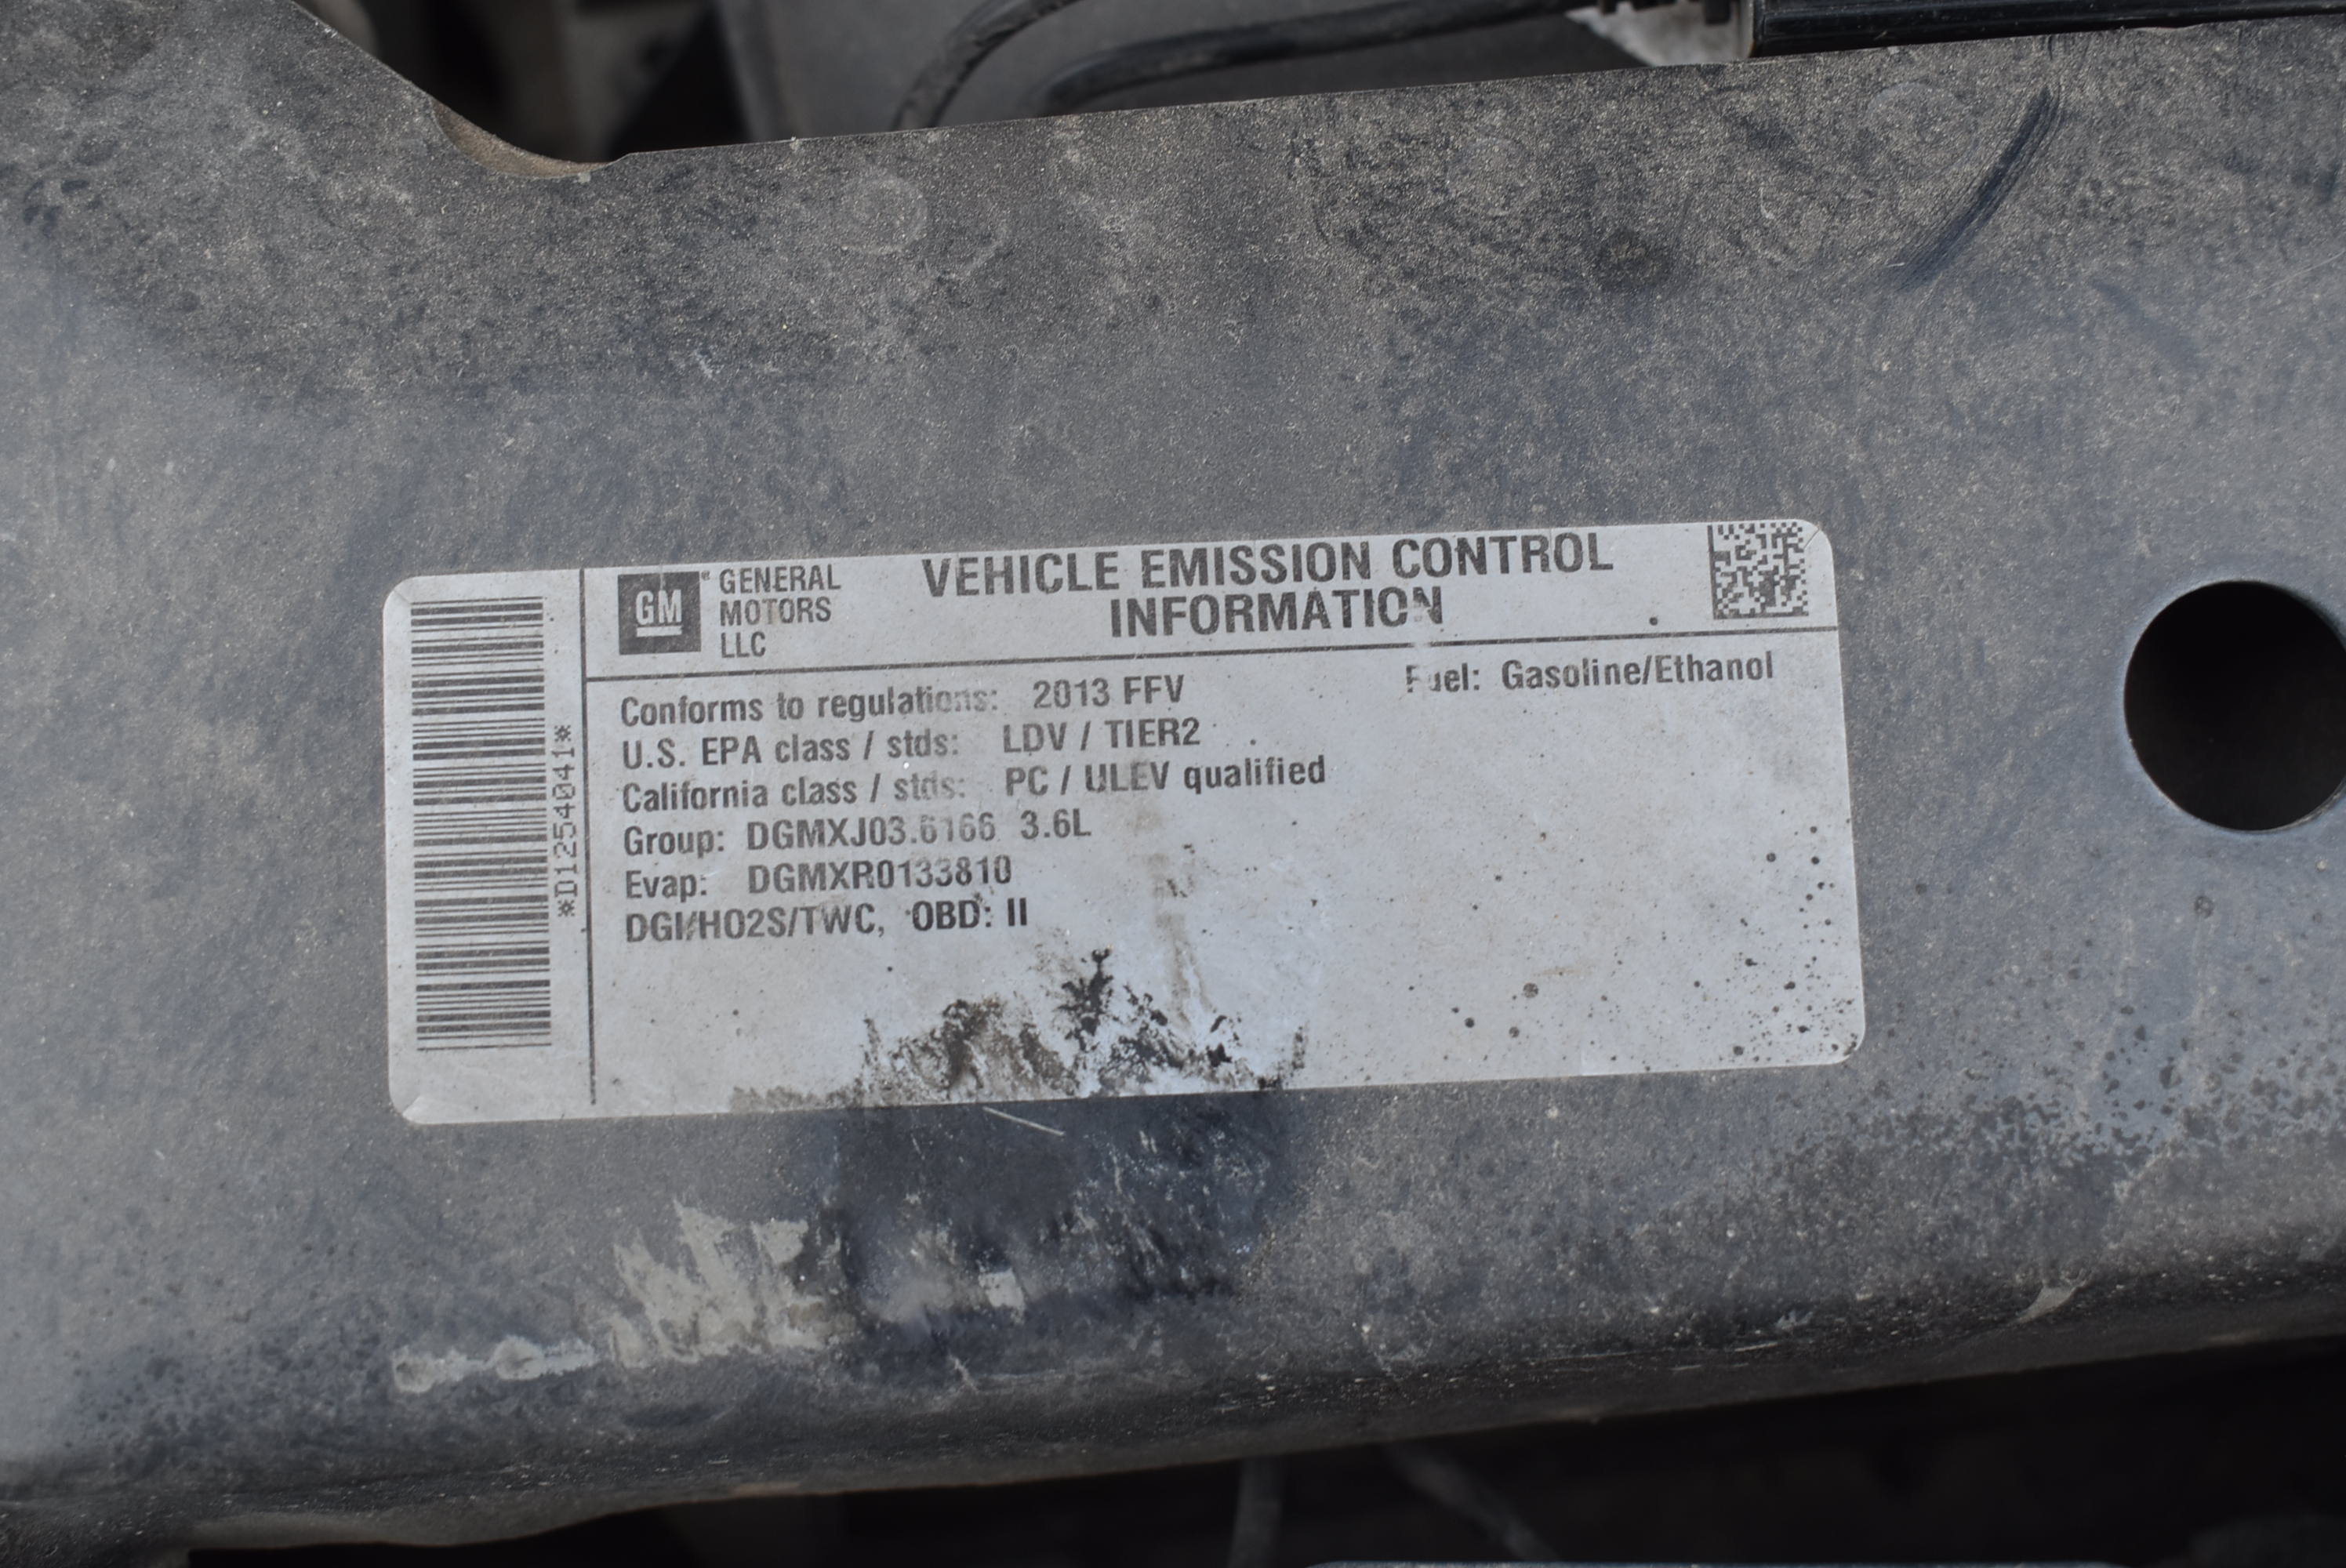 *D1254041*
GM GENERAL
MOTORS
LLC
VEHICLE EMISSION CONTROL
INFORMATION
Conforms to regulations: 2013 FFV
Fuel: Gasoline/Ethanol
U.S. EPA class / stds: LDV / TIER2
California class / stds: PC / ULEV qualified
Group: DGMXJ03.6166 3.6L
Evap: DGMXR0133810
DGI/HO2S/TWC, OBD: II